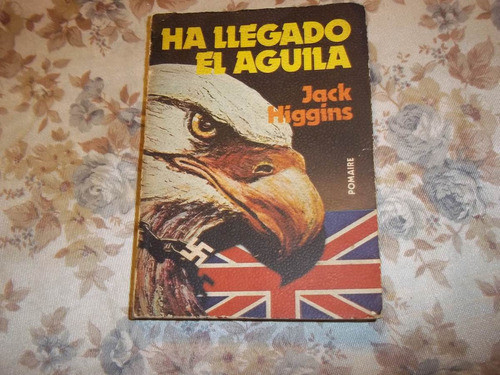 HA LLEGADO
EL AGUILA
Jack
Higgins
POMAIRE